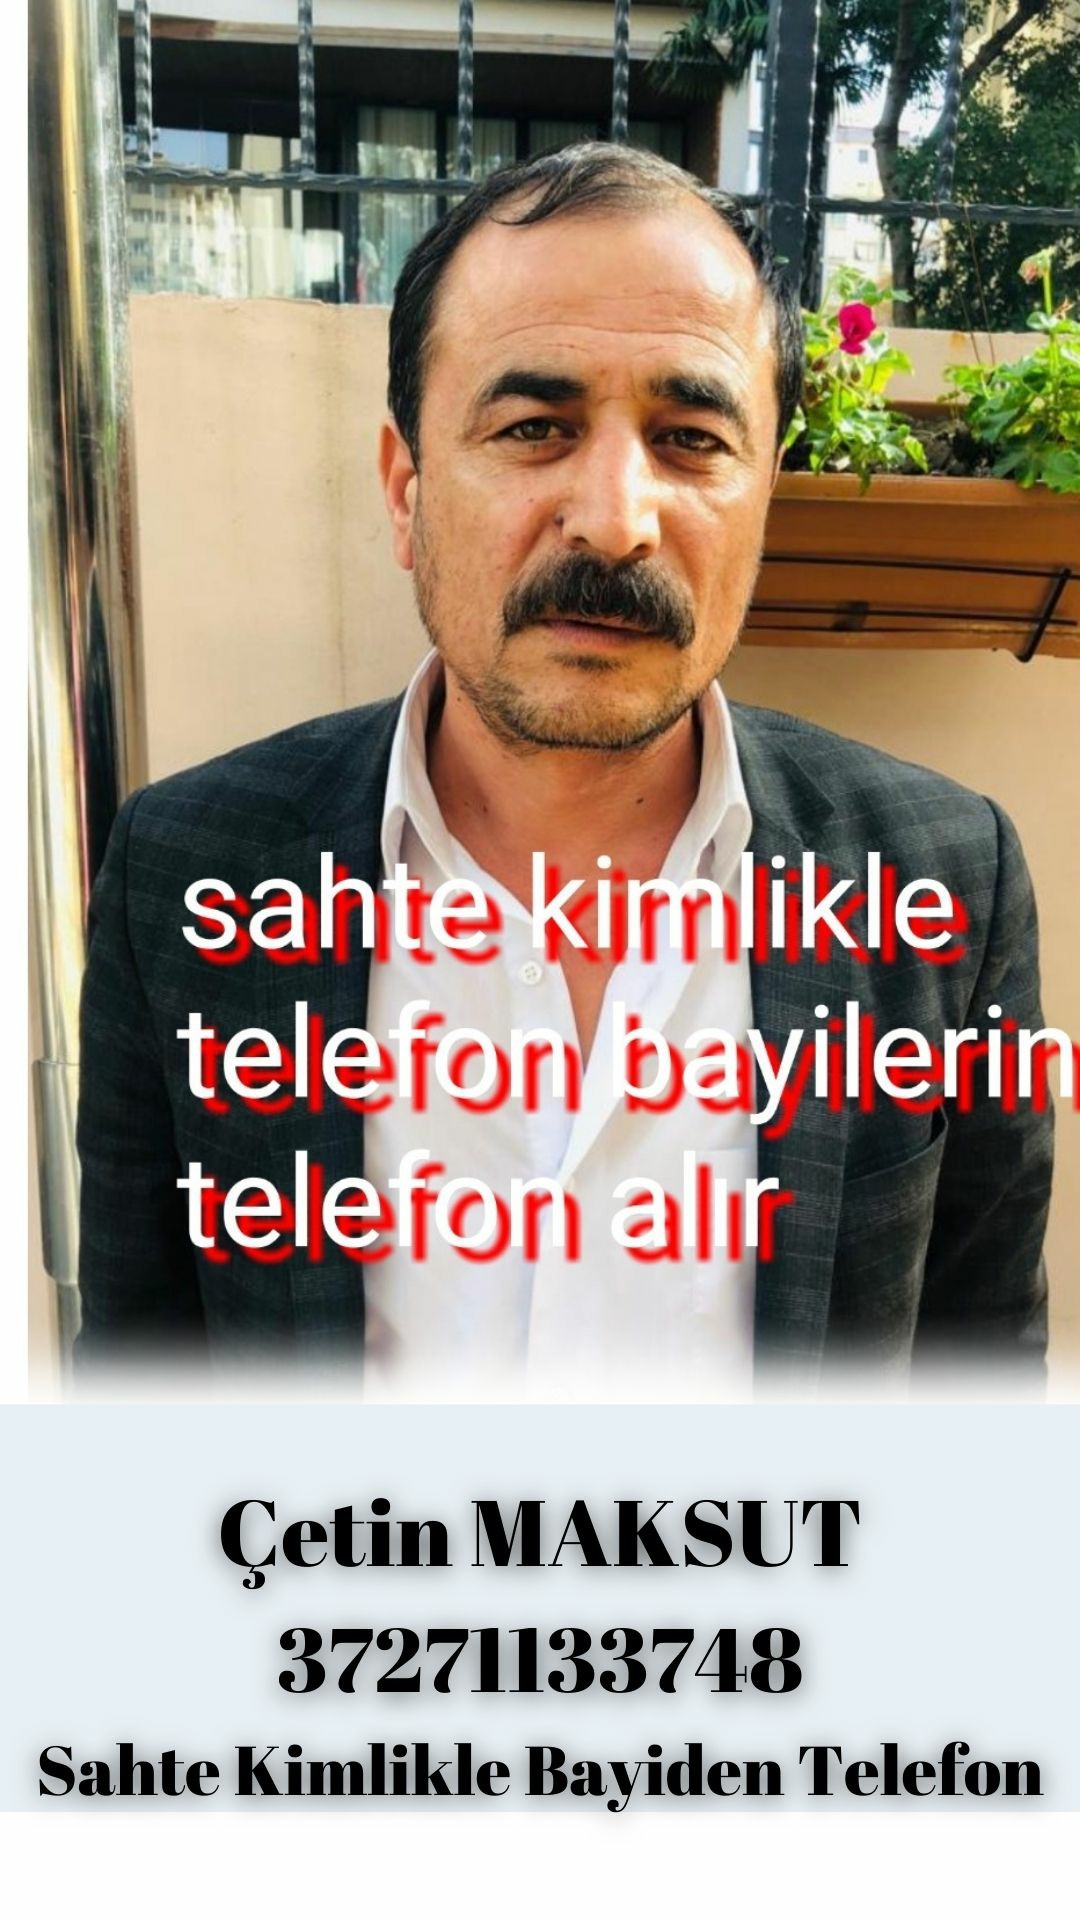 sahte kimlikle
telefon bayilerin
telefon alır
Çetin MAKSUT
37271133748
Sahte Kimlikle Bayiden Telefon